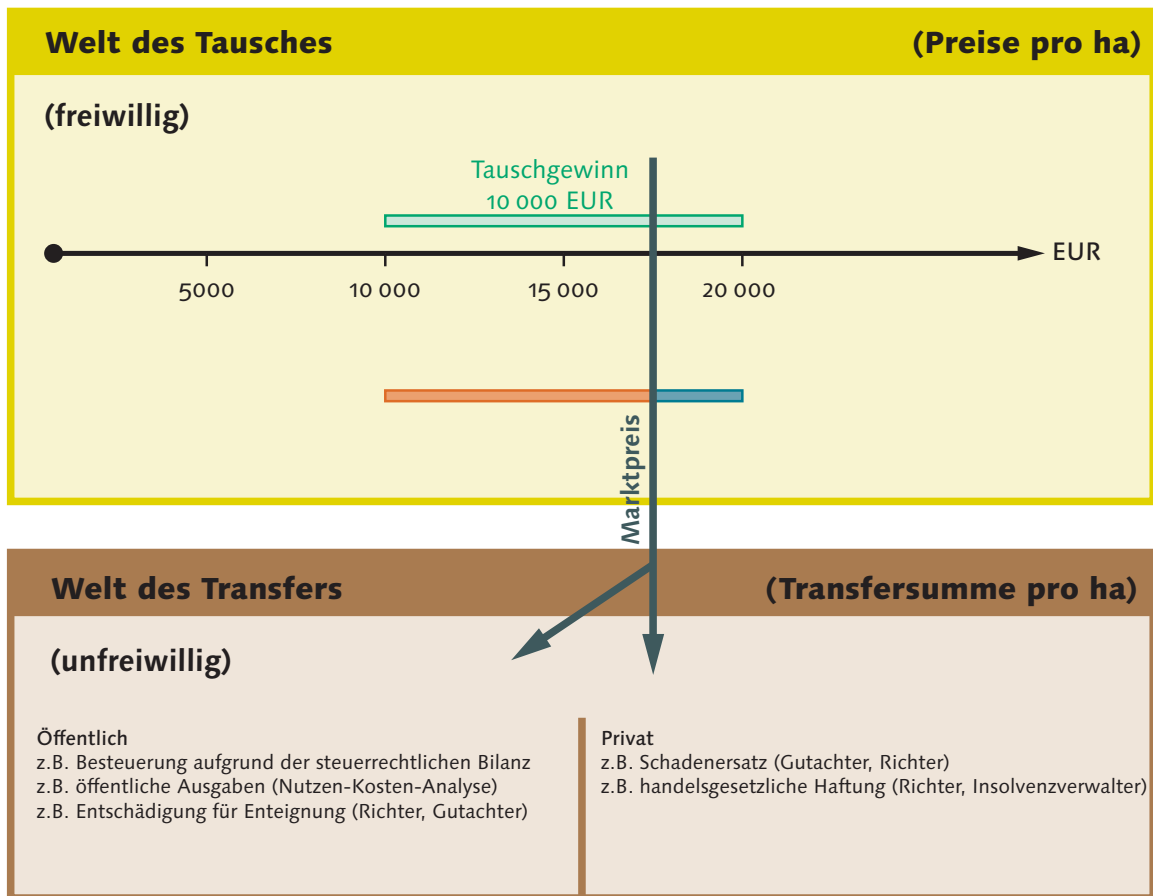 Welt des Tausches (Preise pro ha)
(freiwillig)
Tauschgewinn
10 000 EUR
EUR
5000 10 000 15 000 20 000
Marktpreis
Welt des Transfers (Transfersumme pro ha)
(unfreiwillig)
Öffentlich
z.B. Besteuerung aufgrund der steuerrechtlichen Bilanz
z.B. öffentliche Ausgaben (Nutzen-Kosten-Analyse)
z.B. Entschädigung für Enteignung (Richter, Gutachter)
Privat
z.B. Schadenersatz (Gutachter, Richter)
z.B. handelsgesetzliche Haftung (Richter, Insolvenzverwalter)